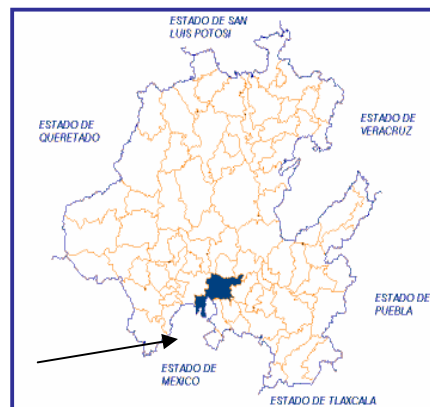 ESTADO DE SAN
LUIS POTOSI
ESTADO DE
QUERETADO
ESTADO DE
VERACRUZ
ESTADO DE
PUEBLA
ESTADO DE
MEXICO
ESTADO DE TLAXCALA